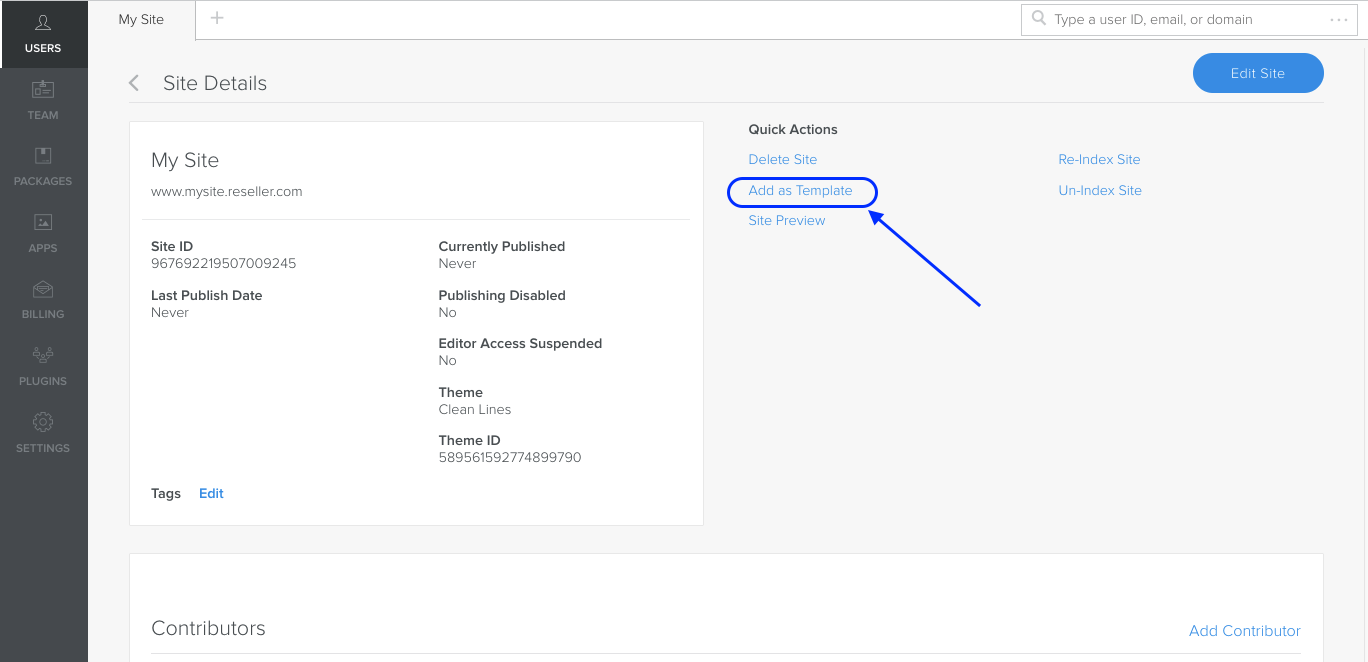 My Site
+
Type a user ID, email, or domain ...
USERS
TEAM
PACKAGES
APPS
BILLING
PLUGINS
SETTINGS
Site Details
Edit Site
My Site
www.mysite.reseller.com
Site ID
967692219507009245
Last Publish Date
Never
Currently Published
Never
Publishing Disabled
No
Editor Access Suspended
No
Theme
Clean Lines
Theme ID
589561592774899790
Tags Edit
Quick Actions
Delete Site
Add as Template
Site Preview
Re-Index Site
Un-Index Site
Contributors
Add Contributor